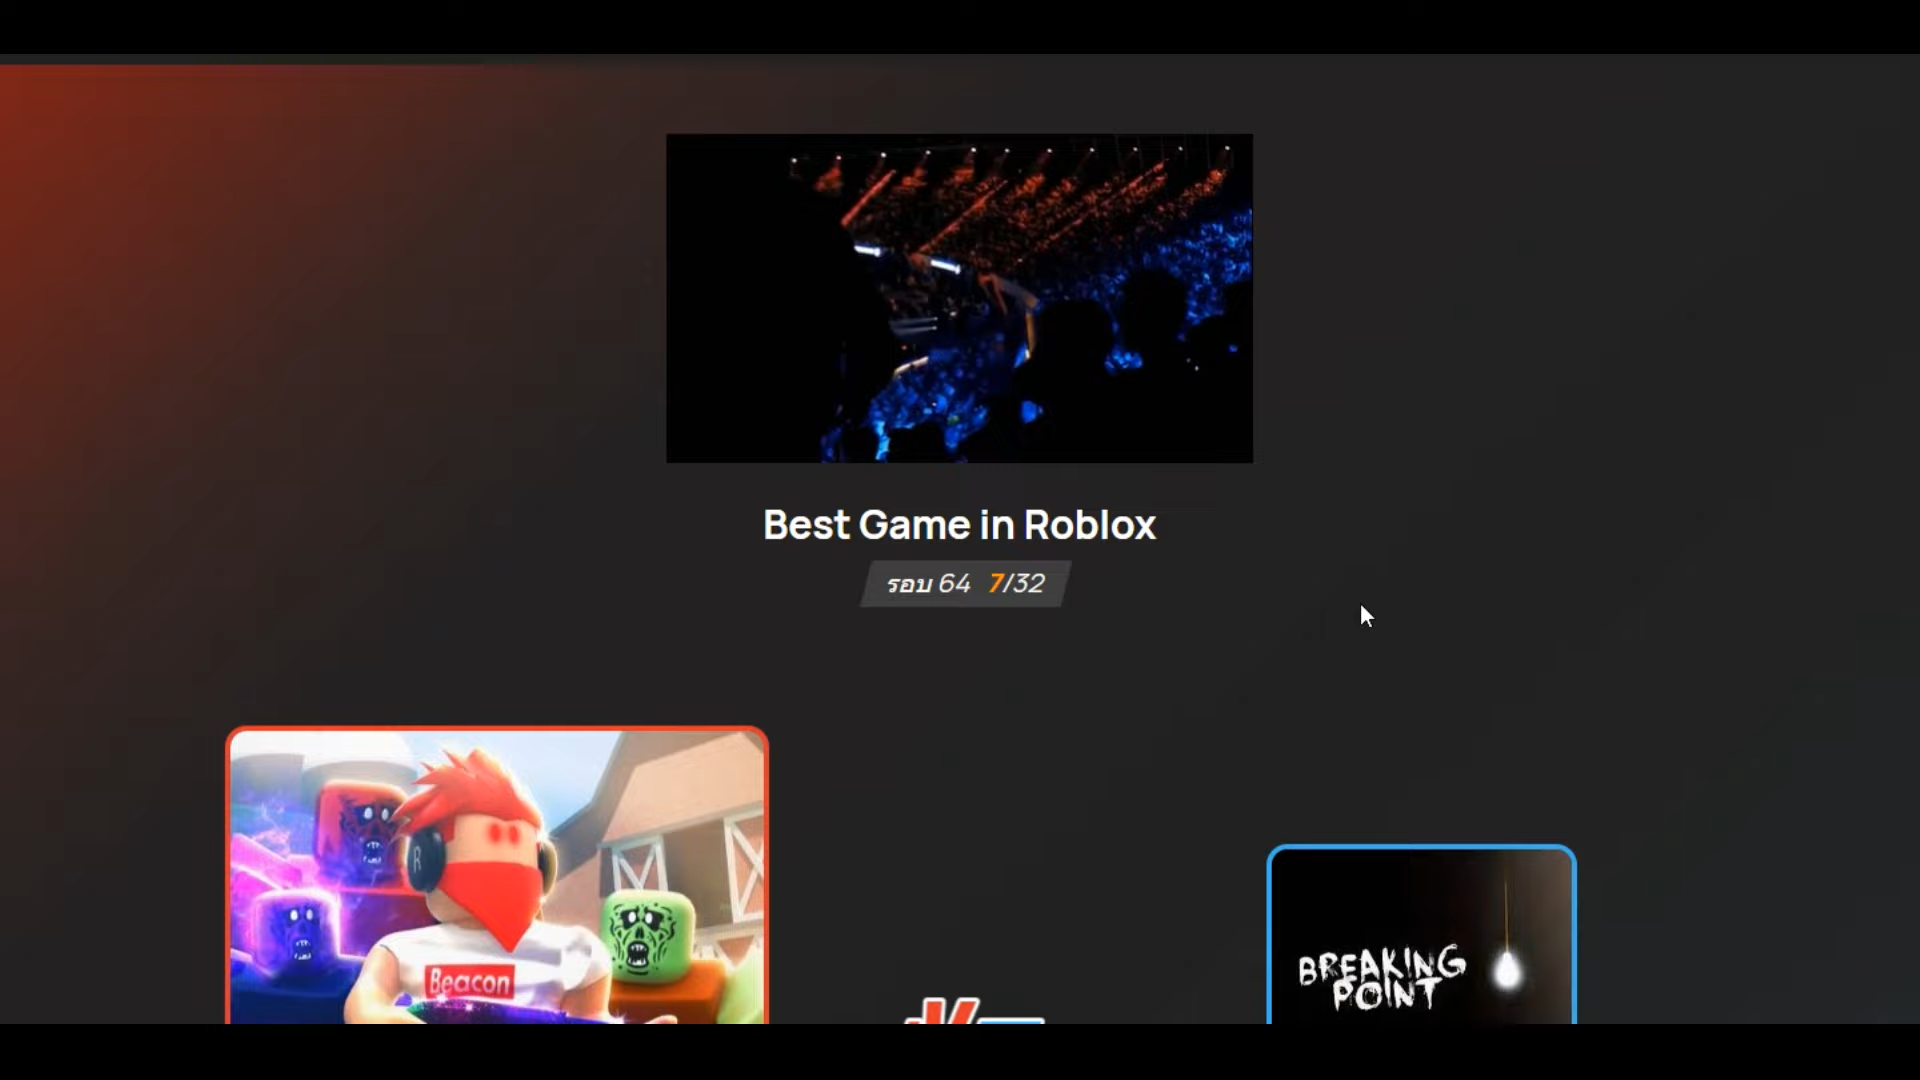 Best Game in Roblox
รอบ 64 7/32
Beacon
BREAKING
POINT